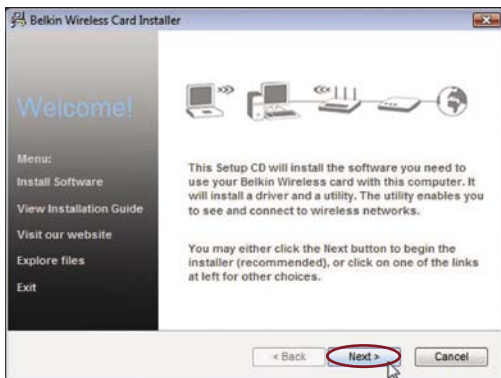 Belkin Wireless Card Installer
Welcome!
Menu:
Install Software
View Installation Guide
Visit our website
Explore files
Exit
This Setup CD will install the software you need to
use your Belkin Wireless card with this computer. It
will install a driver and a utility. The utility enables you
to see and connect to wireless networks.
You may either click the Next button to begin the
installer (recommended), or click on one of the links
at left for other choices.
< Back
Next >
Cancel